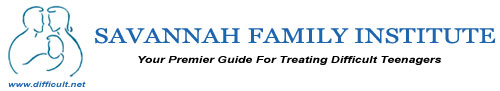 SAVANNAH FAMILY INSTITUTE
Your Premier Guide For Treating Difficult Teenagers
www.difficult.net